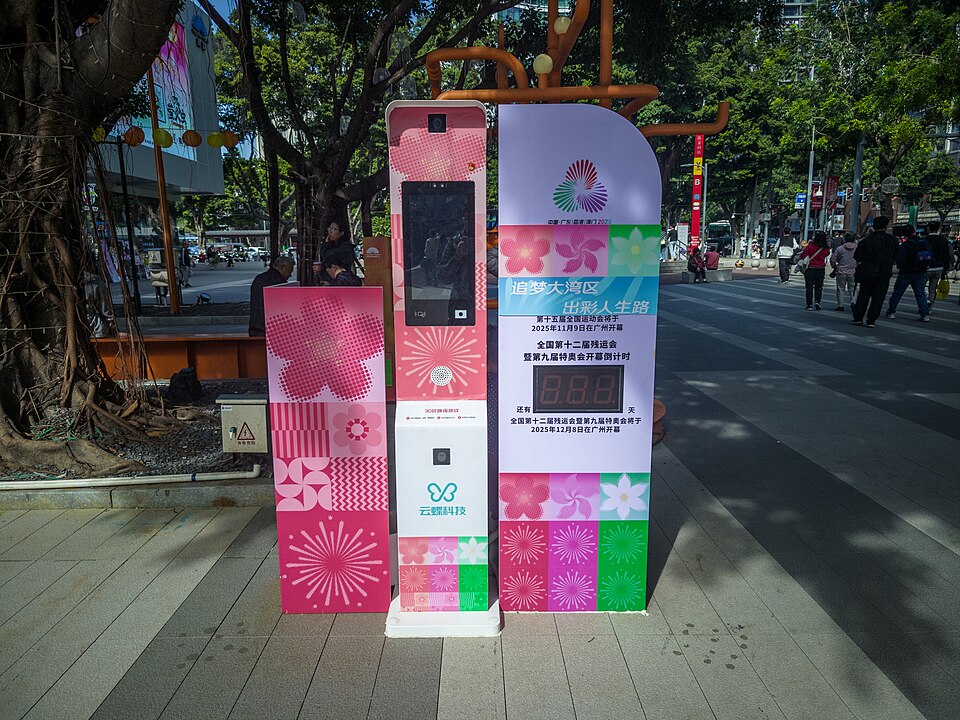 中国·广东·香港·澳门 2025
追梦大湾区
出彩人生路
第十五届全国运动会将于
2025年11月9日在广州开幕
全国第十二届残运会
暨第九届特奥会开幕倒计时
还有
天
全国第十二届残运会暨第九届特奥会将于
2025年12月8日在广州开幕
云螺科技
B